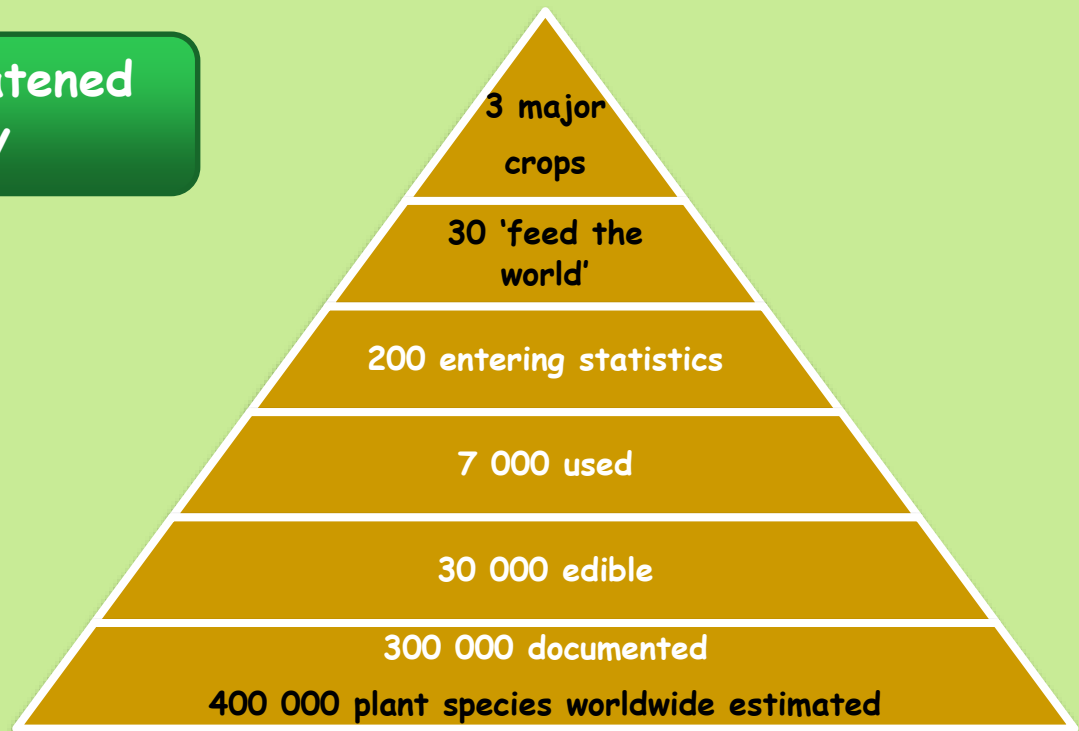 3 major
crops
30 ‘feed the
world’
200 entering statistics
7 000 used
30 000 edible
300 000 documented
400 000 plant species worldwide estimated